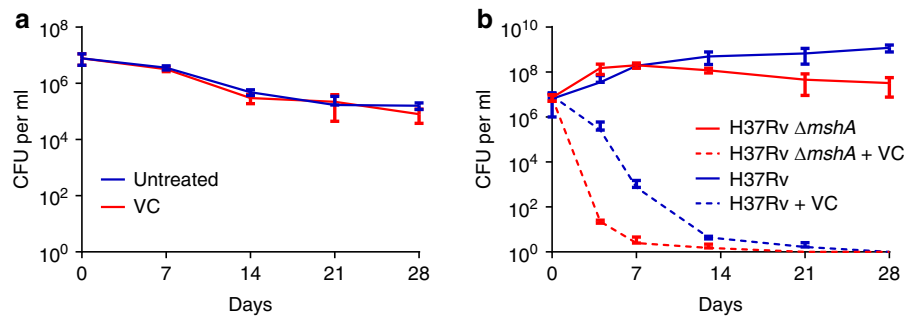 a
CFU per ml
10^8
10^6
10^4
10^2
10^0
Untreated
VC
0 7 14 21 28
Days
b
CFU per ml
10^10
10^8
10^6
10^4
10^2
10^0
H37Rv ΔmshA
H37Rv ΔmshA + VC
H37Rv
H37Rv + VC
0 7 14 21 28
Days